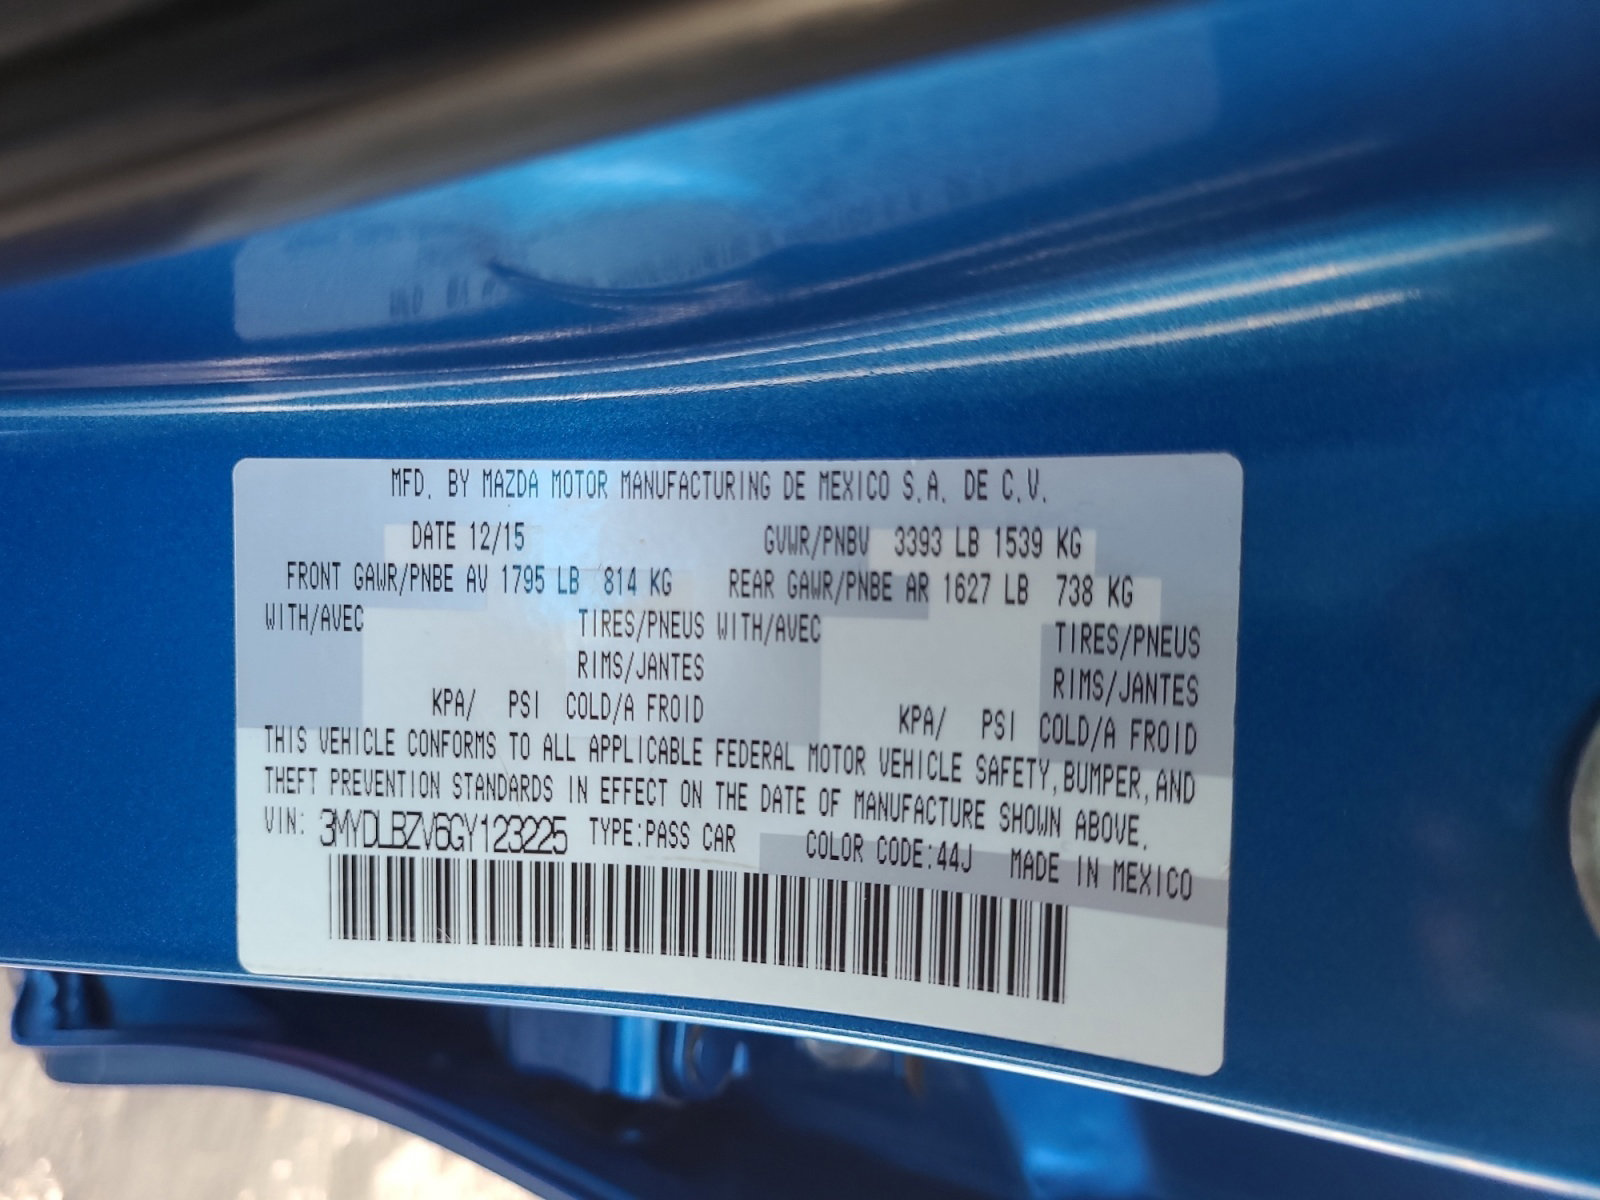 MFD. BY MAZDA MOTOR MANUFACTURING DE MEXICO S.A. DE C.V.
DATE 12/15 GVWR/PNBV 3393 LB 1539 KG
FRONT GAWR/PNBE AV 1795 LB 814 KG REAR GAWR/PNBE AR 1627 LB 738 KG
WITH/AVEC TIRES/PNEUS WITH/AVEC TIRES/PNEUS
RIMS/JANTES RIMS/JANTES
KPA/ PSI COLD/A FROID KPA/ PSI COLD/A FROID
THIS VEHICLE CONFORMS TO ALL APPLICABLE FEDERAL MOTOR VEHICLE SAFETY, BUMPER, AND
THEFT PREVENTION STANDARDS IN EFFECT ON THE DATE OF MANUFACTURE SHOWN ABOVE.
VIN: 3MYDLBZV6GY123225 TYPE:PASS CAR COLOR CODE:44J MADE IN MEXICO